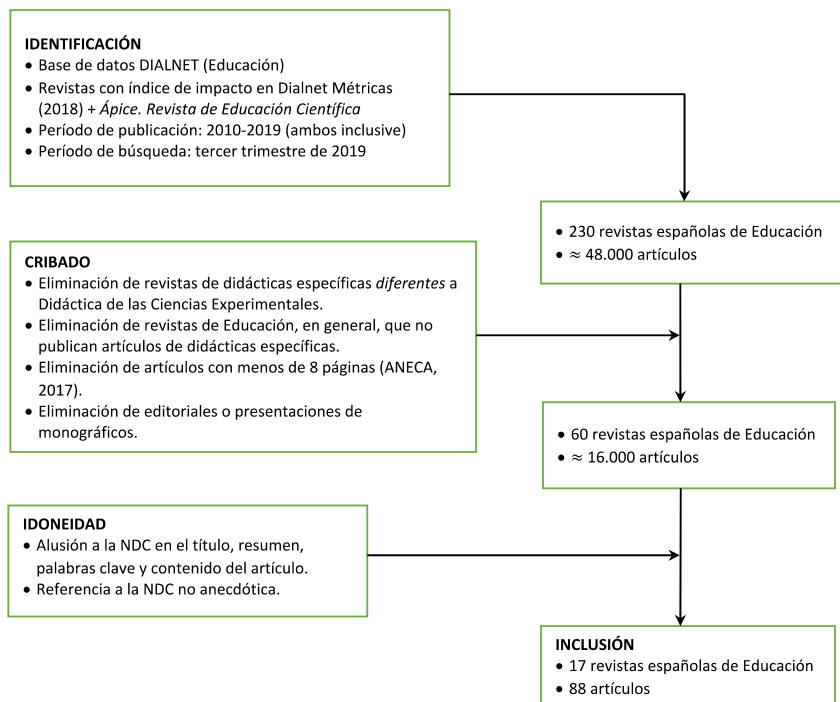 IDENTIFICACIÓN
• Base de datos DIALNET (Educación)
• Revistas con índice de impacto en Dialnet Métricas
(2018) + Ápice. Revista de Educación Científica
• Período de publicación: 2010-2019 (ambos inclusive)
• Período de búsqueda: tercer trimestre de 2019
• 230 revistas españolas de Educación
• ≈ 48.000 artículos
CRIBADO
• Eliminación de revistas de didácticas específicas diferentes a
Didáctica de las Ciencias Experimentales.
• Eliminación de revistas de Educación, en general, que no
publican artículos de didácticas específicas.
• Eliminación de artículos con menos de 8 páginas (ANECA,
2017).
• Eliminación de editoriales o presentaciones de
monográficos.
• 60 revistas españolas de Educación
• ≈ 16.000 artículos
IDONEIDAD
• Alusión a la NDC en el título, resumen,
palabras clave y contenido del artículo.
• Referencia a la NDC no anecdótica.
INCLUSIÓN
• 17 revistas españolas de Educación
• 88 artículos